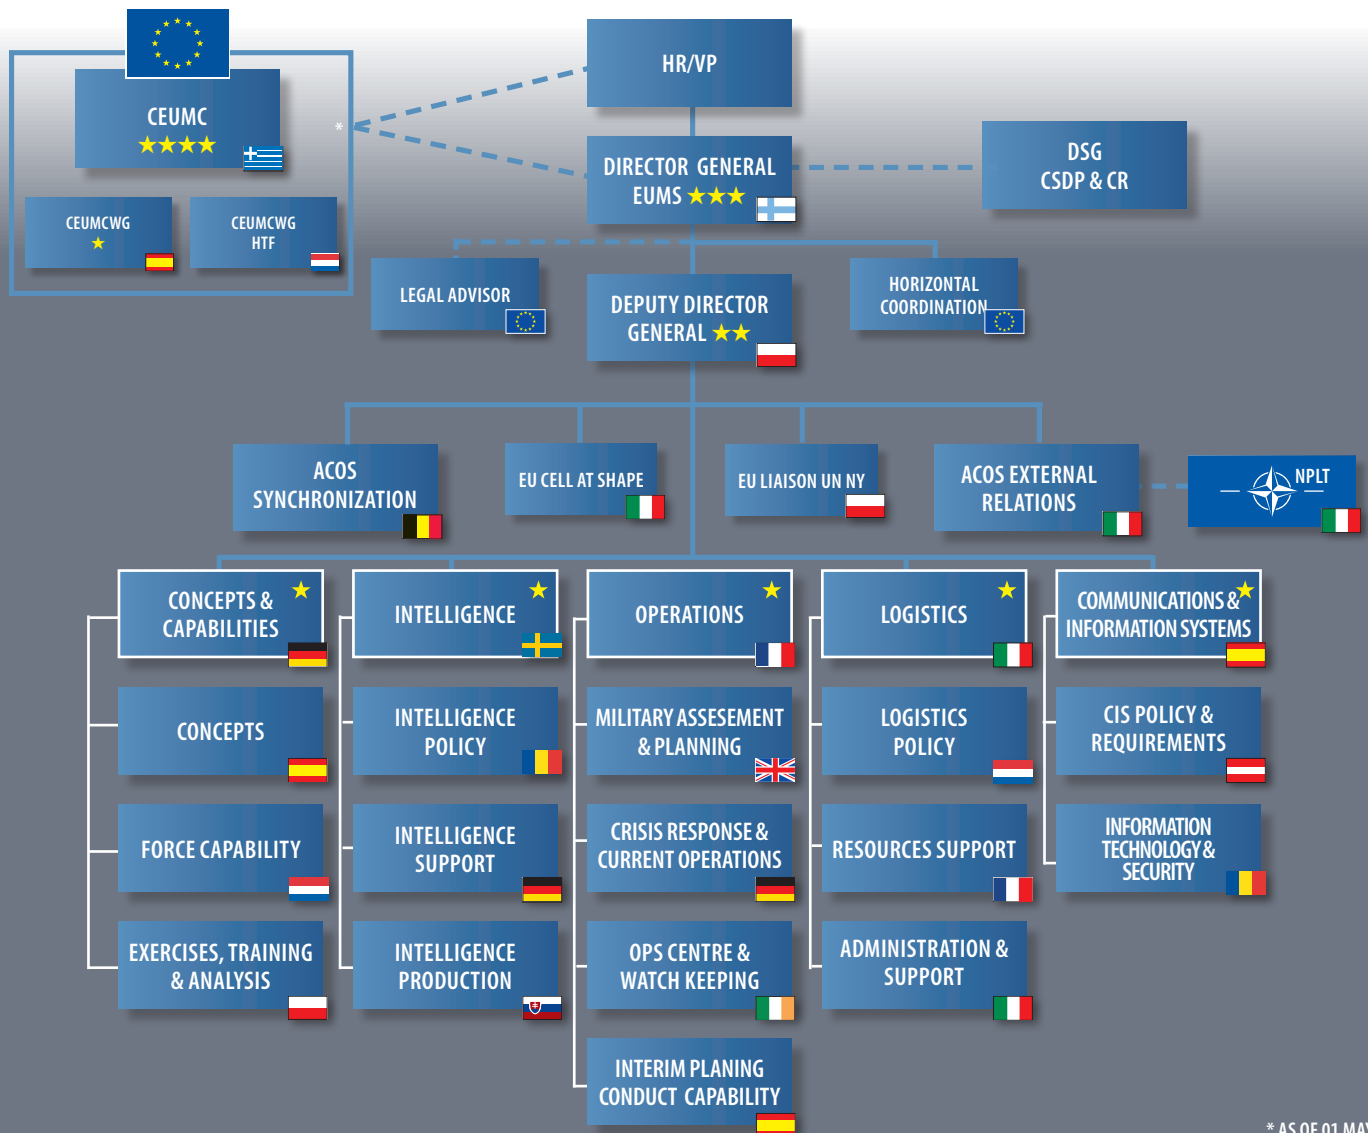 CEUMC
CEUMCWG
CEUMCWG
HTF
*
HR/VP
DIRECTOR GENERAL
EUMS
DSG
CSDP & CR
LEGAL ADVISOR
DEPUTY DIRECTOR
GENERAL
HORIZONTAL
COORDINATION
ACOS
SYNCHRONIZATION
EU CELL AT SHAPE
EU LIAISON UN NY
ACOS EXTERNAL
RELATIONS
NPLT
CONCEPTS &
CAPABILITIES
INTELLIGENCE
OPERATIONS
LOGISTICS
COMMUNICATIONS &
INFORMATION SYSTEMS
CONCEPTS
INTELLIGENCE
POLICY
MILITARY ASSESEMENT
& PLANNING
LOGISTICS
POLICY
CIS POLICY &
REQUIREMENTS
FORCE CAPABILITY
INTELLIGENCE
SUPPORT
CRISIS RESPONSE &
CURRENT OPERATIONS
RESOURCES SUPPORT
INFORMATION
TECHNOLOGY &
SECURITY
EXERCISES, TRAINING
& ANALYSIS
INTELLIGENCE
PRODUCTION
OPS CENTRE &
WATCH KEEPING
ADMINISTRATION &
SUPPORT
INTERIM PLANING
CONDUCT CAPABILITY
* AS OF 01 MAY